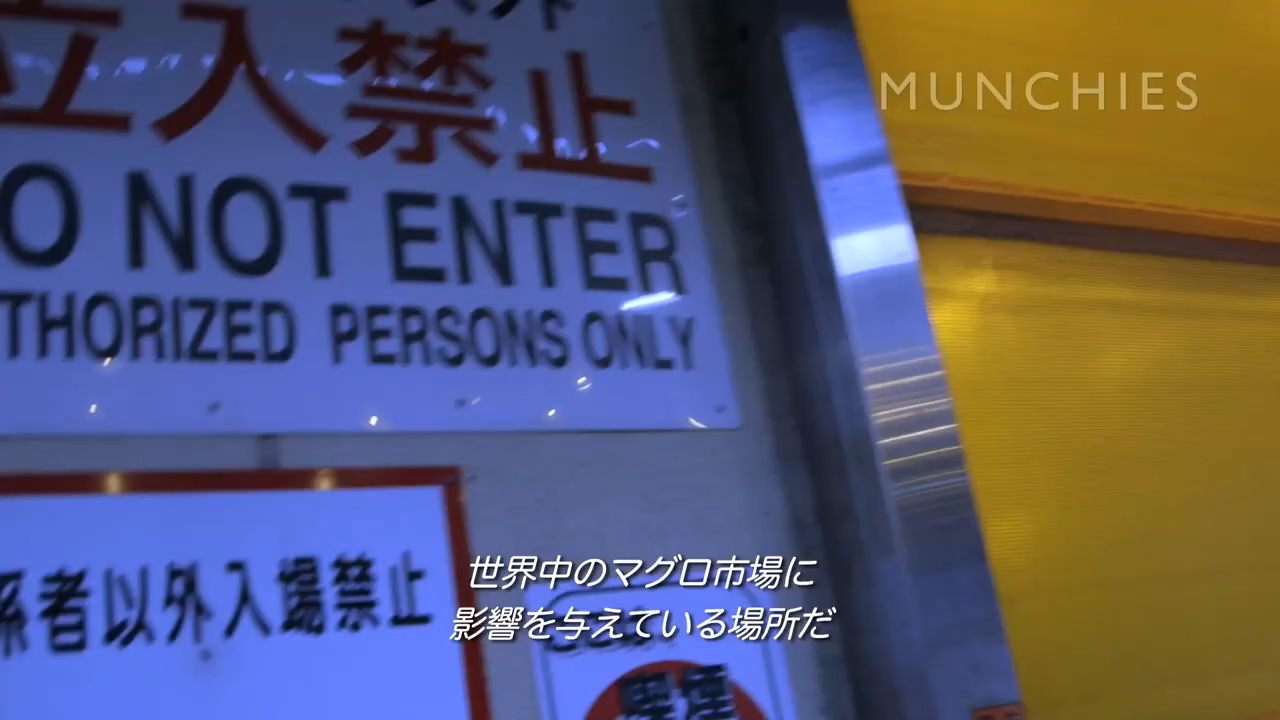 MUNCHIES
立入禁止
O NOT ENTER
THORIZED PERSONS ONLY
係者以外入場禁止
世界中のマグロ市場に
影響を与えている場所だ
喫煙